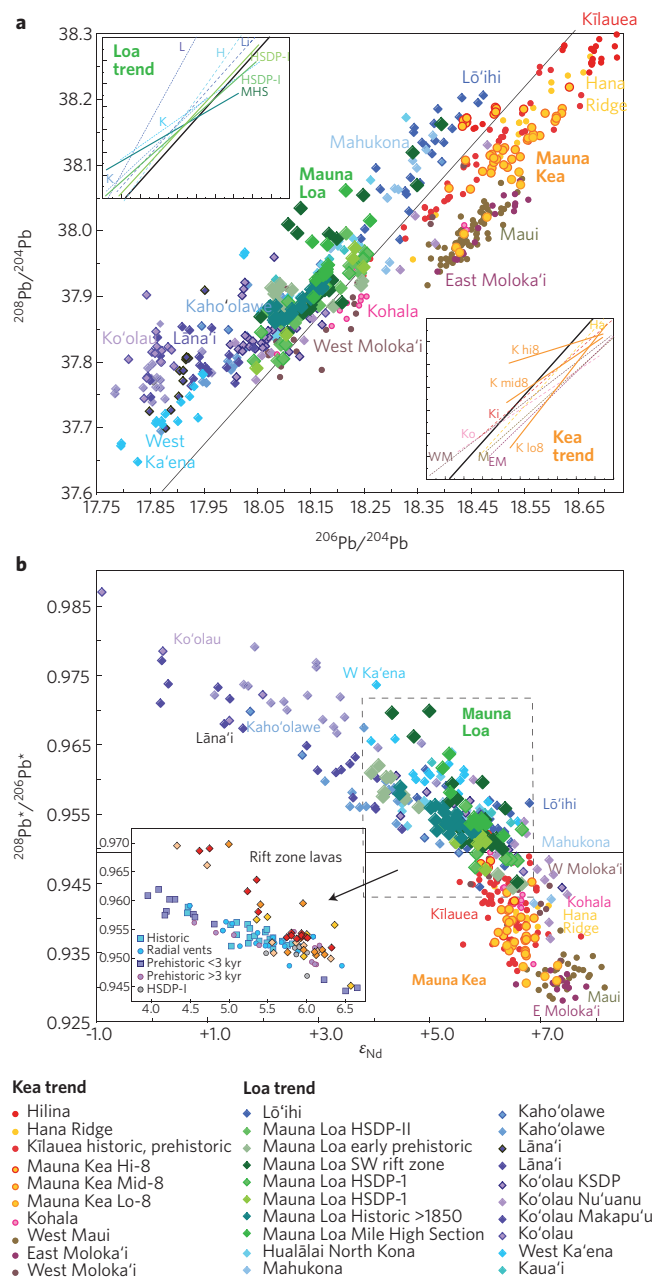 a
38.3
38.2
38.1
38.0
37.9
37.8
37.7
37.6
208Pb/204Pb
17.75
17.85
17.95
18.05
18.15
18.25
18.35
18.45
18.55
18.65
206Pb/204Pb
Loa
trend
L
H
Li
HSDP-I
HSDP-I
MHS
K
K
Kīlauea
Hana
Ridge
Lō‘ihi
Mahukona
Mauna
Loa
Mauna
Kea
Maui
East Moloka‘i
Kaho‘olawe
Ko‘olau
Lāna‘i
Kohala
West Moloka‘i
West
Ka‘ena
K hi8
K mid8
Ki
Ko
K lo8
WM
M
EM
Kea
trend
b
0.985
0.975
0.965
0.955
0.945
0.935
0.925
208Pb*/206Pb*
-1.0
+1.0
+3.0
+5.0
+7.0
εNd
Ko‘olau
W Ka‘ena
Kaho‘olawe
Lāna‘i
Mauna
Loa
Lō‘ihi
Mahukona
W Moloka‘i
Kohala
Hana
Ridge
Kīlauea
Mauna Kea
Maui
E Moloka‘i
Rift zone lavas
0.970
0.965
0.960
0.955
0.950
0.945
Historic
Radial vents
Prehistoric <3 kyr
Prehistoric >3 kyr
HSDP-I
4.0
4.5
5.0
5.5
6.0
6.5
Kea trend
Hilina
Hana Ridge
Kīlauea historic, prehistoric
Mauna Kea Hi-8
Mauna Kea Mid-8
Mauna Kea Lo-8
Kohala
West Maui
East Moloka‘i
West Moloka‘i
Loa trend
Lō‘ihi
Mauna Loa HSDP-II
Mauna Loa early prehistoric
Mauna Loa SW rift zone
Mauna Loa HSDP-1
Mauna Loa HSDP-1
Mauna Loa Historic >1850
Mauna Loa Mile High Section
Hualālai North Kona
Mahukona
Kaho‘olawe
Kaho‘olawe
Lāna‘i
Lāna‘i
Ko‘olau KSDP
Ko‘olau Nu‘uanu
Ko‘olau Makapu‘u
Ko‘olau
West Ka‘ena
Kaua‘i